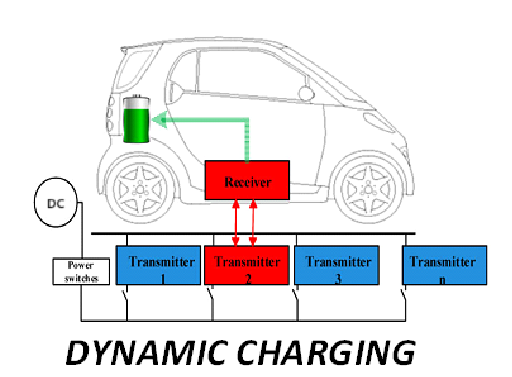 Receiver
DC
Power
switches
Transmitter
1
Transmitter
2
Transmitter
3
Transmitter
n
DYNAMIC CHARGING